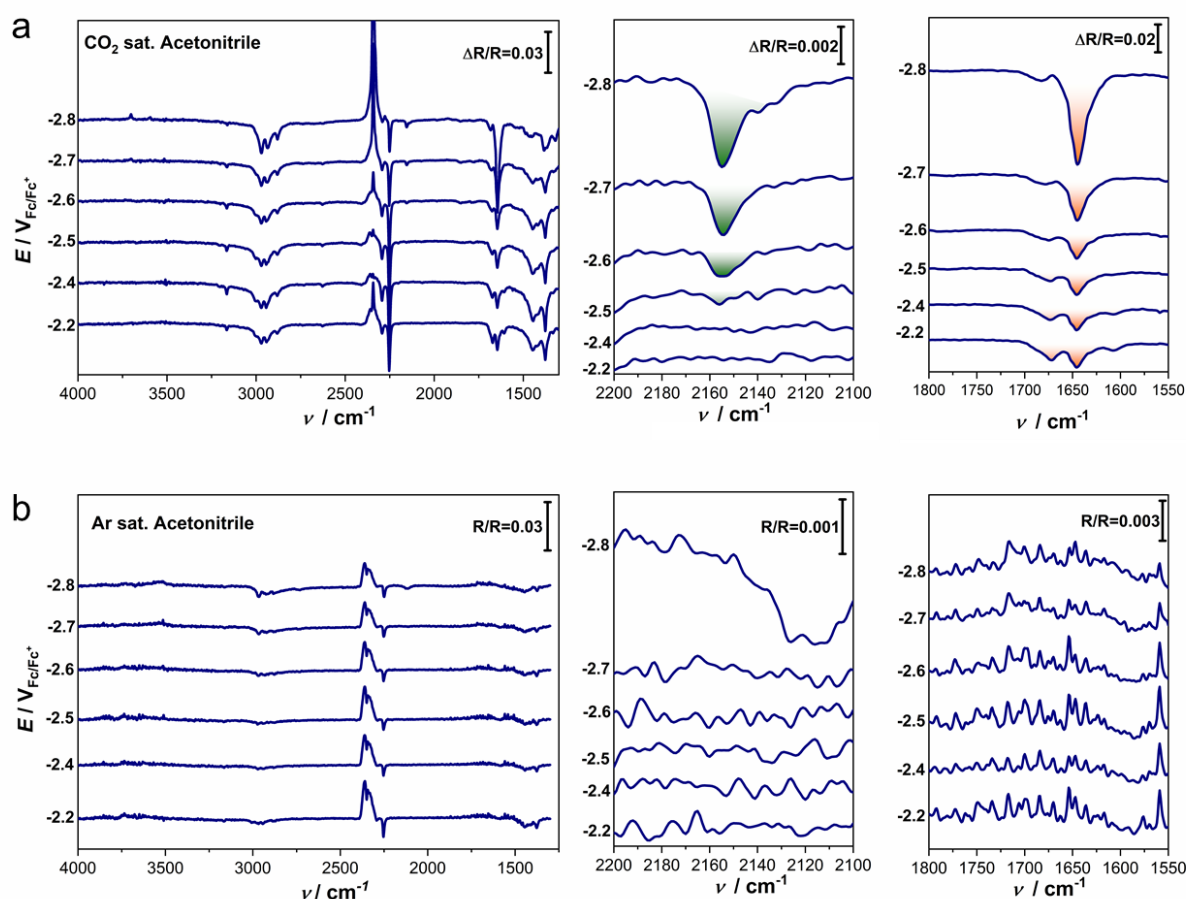 a
CO2 sat. Acetonitrile
ΔR/R=0.03
E / V Fc/Fc+
-2.8
-2.7
-2.6
-2.5
-2.4
-2.2
4000 3500 3000 2500 2000 1500
ν / cm-1
ΔR/R=0.002
-2.8
-2.7
-2.6
-2.5
-2.4
-2.2
2200 2180 2160 2140 2120 2100
ν / cm-1
ΔR/R=0.02
-2.8
-2.7
-2.6
-2.5
-2.4
-2.2
1800 1750 1700 1650 1600 1550
ν / cm-1
b
Ar sat. Acetonitrile
R/R=0.03
E / V Fc/Fc+
-2.8
-2.7
-2.6
-2.5
-2.4
-2.2
4000 3500 3000 2500 2000 1500
ν / cm-1
R/R=0.001
-2.8
-2.7
-2.6
-2.5
-2.4
-2.2
2200 2180 2160 2140 2120 2100
ν / cm-1
R/R=0.003
-2.8
-2.7
-2.6
-2.5
-2.4
-2.2
1800 1750 1700 1650 1600 1550
ν / cm-1